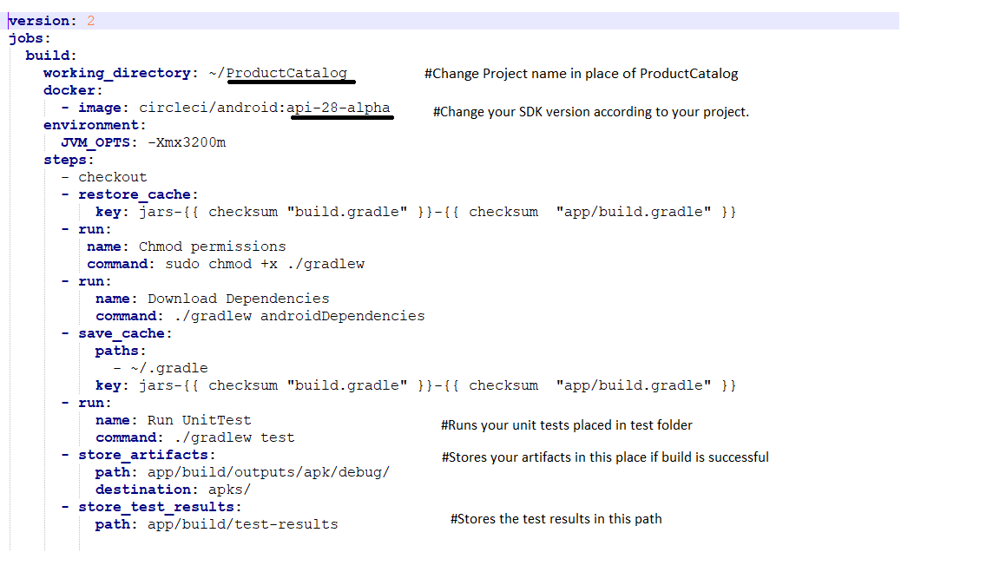 version: 2
jobs:
build:
working_directory: ~/ProductCatalog #Change Project name in place of ProductCatalog
docker:
- image: circleci/android:api-28-alpha #Change your SDK version according to your project.
environment:
JVM_OPTS: -Xmx3200m
steps:
- checkout
- restore_cache:
key: jars-{{ checksum "build.gradle" }}-{{ checksum  "app/build.gradle" }}
- run:
name: Chmod permissions
command: sudo chmod +x ./gradlew
- run:
name: Download Dependencies
command: ./gradlew androidDependencies
- save_cache:
paths:
- ~/.gradle
key: jars-{{ checksum "build.gradle" }}-{{ checksum  "app/build.gradle" }}
- run:
name: Run UnitTest #Runs your unit tests placed in test folder
command: ./gradlew test
- store_artifacts: #Stores your artifacts in this place if build is successful
path: app/build/outputs/apk/debug/
destination: apks/
- store_test_results:
path: app/build/test-results #Stores the test results in this path